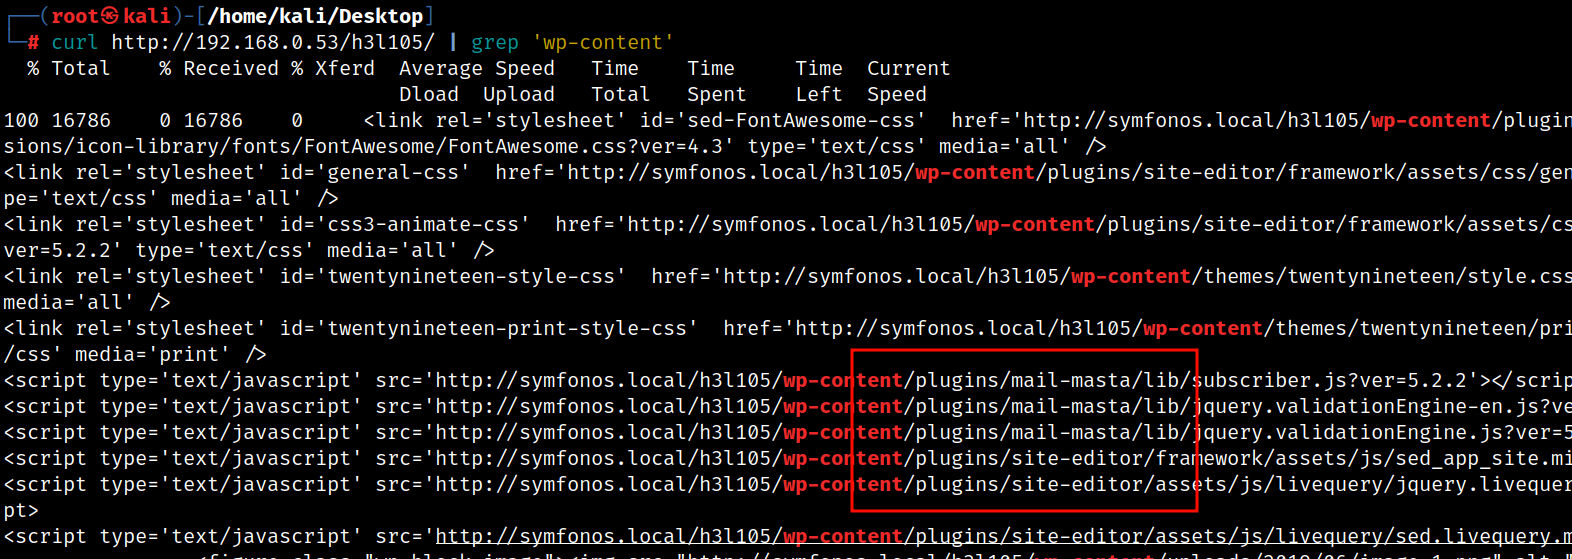 ┌──(root㉿kali)-[/home/kali/Desktop]
└─# curl http://192.168.0.53/h3l105/ | grep 'wp-content'
% Total % Received % Xferd Average Speed Time Time Time Current
Dload Upload Total Spent Left Speed
100 16786 0 16786 0 <link rel='stylesheet' id='sed-FontAwesome-css' href='http://symfonos.local/h3l105/wp-content/plugin
sions/icon-library/fonts/FontAwesome/FontAwesome.css?ver=4.3' type='text/css' media='all' />
<link rel='stylesheet' id='general-css' href='http://symfonos.local/h3l105/wp-content/plugins/site-editor/framework/assets/css/gen
pe='text/css' media='all' />
<link rel='stylesheet' id='css3-animate-css' href='http://symfonos.local/h3l105/wp-content/plugins/site-editor/framework/assets/cs
ver=5.2.2' type='text/css' media='all' />
<link rel='stylesheet' id='twentynineteen-style-css' href='http://symfonos.local/h3l105/wp-content/themes/twentynineteen/style.css
media='all' />
<link rel='stylesheet' id='twentynineteen-print-style-css' href='http://symfonos.local/h3l105/wp-content/themes/twentynineteen/pri
/css' media='print' />
<script type='text/javascript' src='http://symfonos.local/h3l105/wp-content/plugins/mail-masta/lib/subscriber.js?ver=5.2.2'></scrip
<script type='text/javascript' src='http://symfonos.local/h3l105/wp-content/plugins/mail-masta/lib/jquery.validationEngine-en.js?ve
<script type='text/javascript' src='http://symfonos.local/h3l105/wp-content/plugins/mail-masta/lib/jquery.validationEngine.js?ver=5
<script type='text/javascript' src='http://symfonos.local/h3l105/wp-content/plugins/site-editor/framework/assets/js/sed_app_site.mi
<script type='text/javascript' src='http://symfonos.local/h3l105/wp-content/plugins/site-editor/assets/js/livequery/jquery.livequer
pt>
<script type='text/javascript' src='http://symfonos.local/h3l105/wp-content/plugins/site-editor/assets/js/livequery/sed.livequery.m